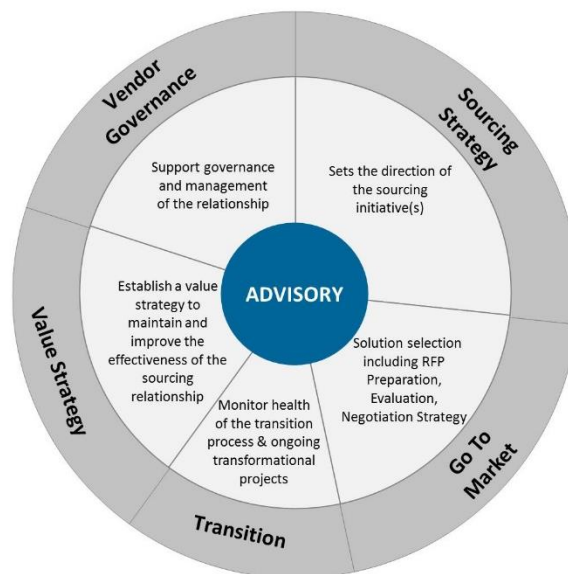 Vendor
Governance
Sourcing
Strategy
Support governance
and management
of the relationship
Sets the direction of
the sourcing
initiative(s)
ADVISORY
Establish a value
strategy to
maintain and
improve the
effectiveness of the
sourcing
relationship
Solution selection
including RFP
Preparation,
Evaluation,
Negotiation Strategy
Monitor health
of the transition
process & ongoing
transformational
projects
Value Strategy
Go To
Market
Transition